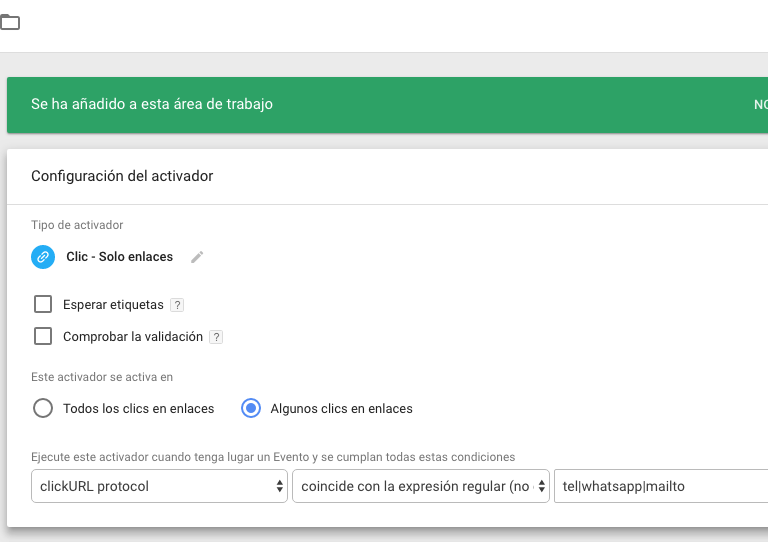 Se ha añadido a esta área de trabajo
Configuración del activador
Tipo de activador
Clic - Solo enlaces
Esperar etiquetas ?
Comprobar la validación ?
Este activador se activa en
Todos los clics en enlaces Algunos clics en enlaces
Ejecute este activador cuando tenga lugar un Evento y se cumplan todas estas condiciones
clickURL protocol coincide con la expresión regular (no tel|whatsapp|mailto